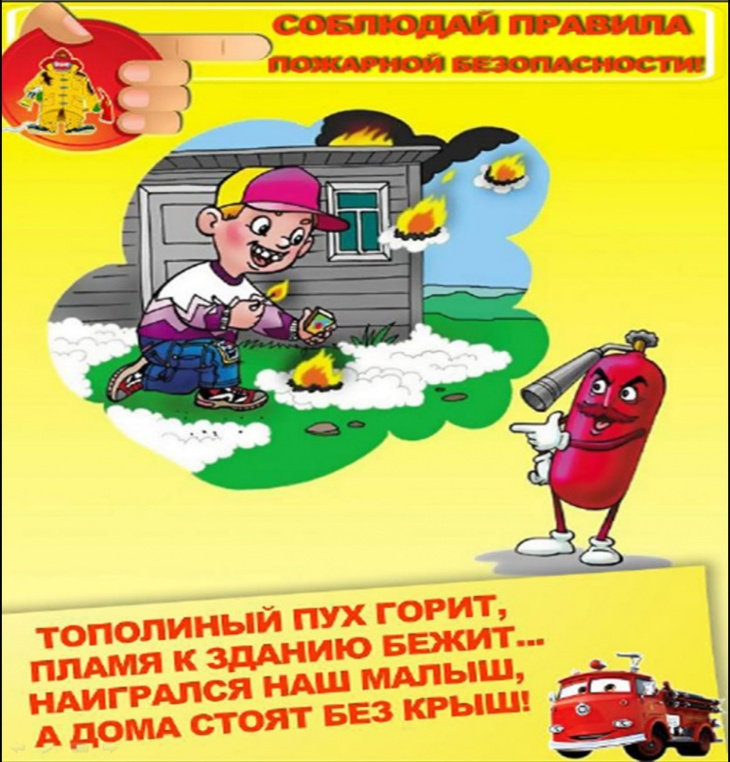 СОБЛЮДАЙ ПРАВИЛА
ПОЖАРНОЙ БЕЗОПАСНОСТИ!
ТОПОЛИНЫЙ ПУХ ГОРИТ,
ПЛАМЯ К ЗДАНИЮ БЕЖИТ...
НАИГРАЛСЯ НАШ МАЛЫШ,
А ДОМА СТОЯТ БЕЗ КРЫШ!